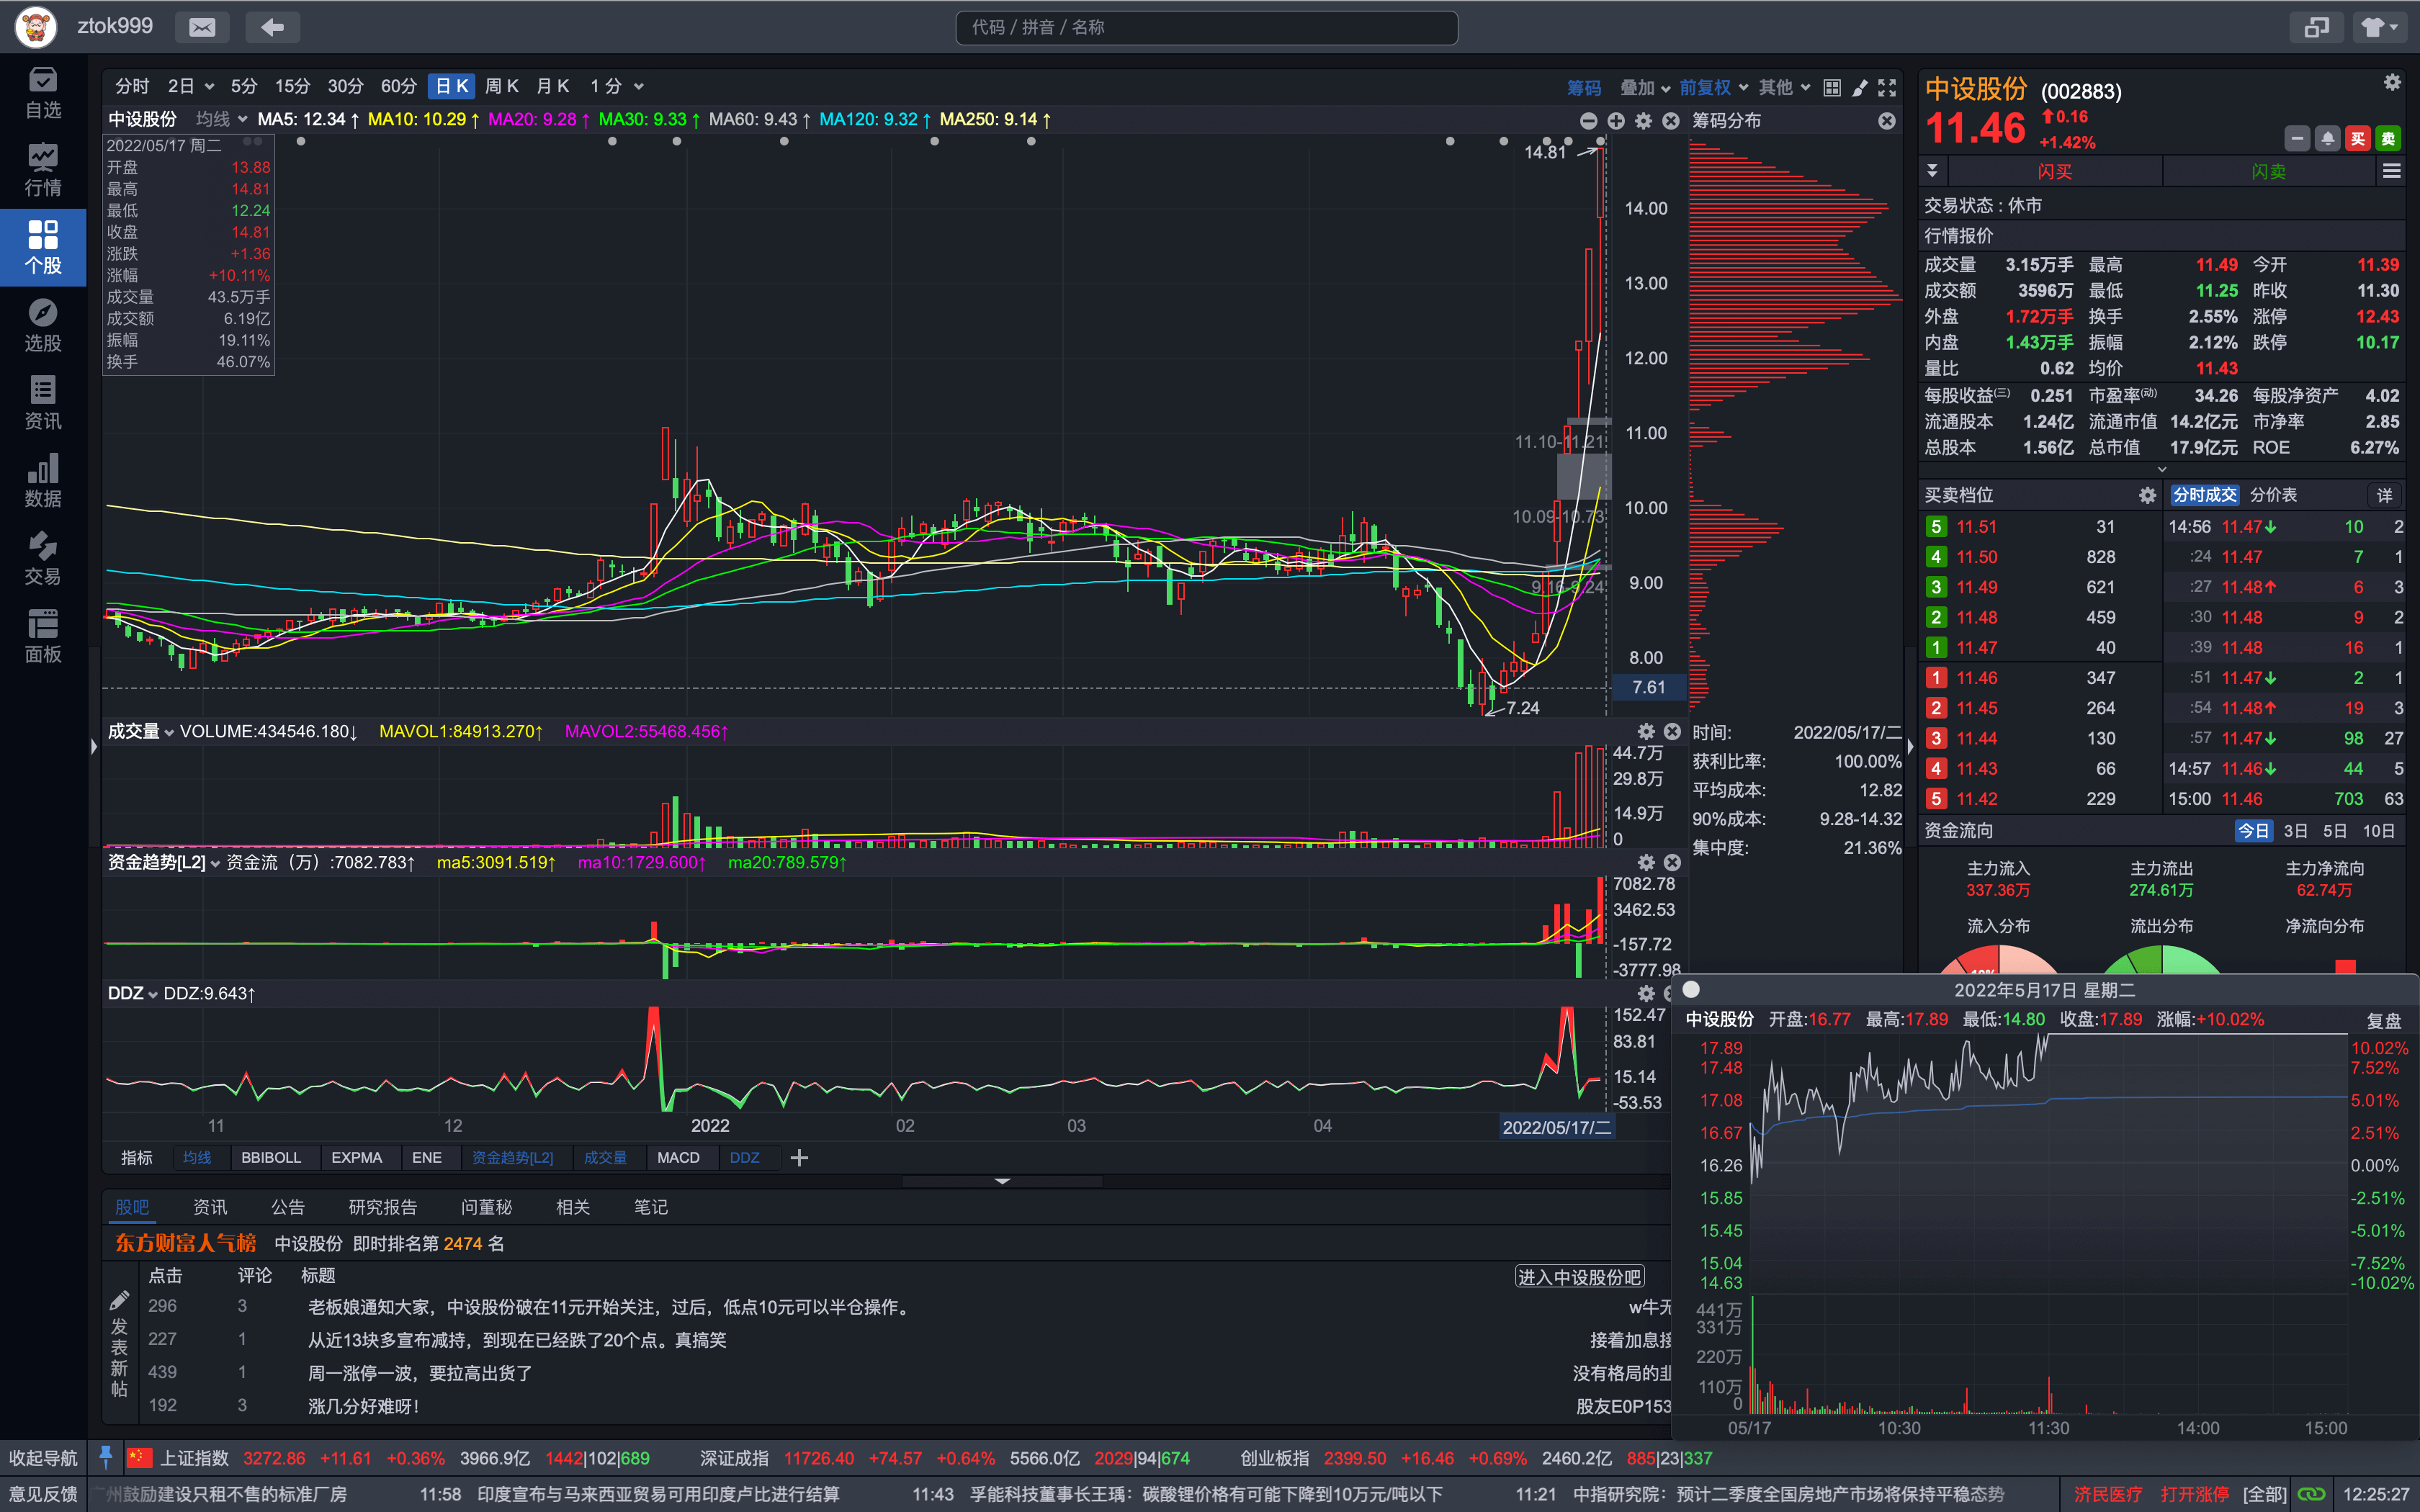 ztok999
代码 / 拼音 / 名称
自选
行情
个股
选股
资讯
数据
交易
面板
分时 2日 5分 15分 30分 60分 日K 周K 月K 1分
筹码 叠加 前复权 其他
中设股份 均线 MA5: 12.34↑ MA10: 10.29↑ MA20: 9.28↑ MA30: 9.33↑ MA60: 9.43↑ MA120: 9.32↑ MA250: 9.14↑
筹码分布
2022/05/17 周二
开盘 13.88
最高 14.81
最低 12.24
收盘 14.81
涨跌 +1.36
涨幅 +10.11%
成交量 43.5万手
成交额 6.19亿
振幅 19.11%
换手 46.07%
14.81
14.00
13.00
12.00
11.00
10.00
9.00
8.00
7.61
11.10-11.21
10.09-10.73
9.16-9.24
7.24
成交量 VOLUME:434546.180↓ MAVOL1:84913.270↑ MAVOL2:55468.456↑
44.7万
29.8万
14.9万
0
资金趋势[L2] 资金流（万）:7082.783↑ ma5:3091.519↑ ma10:1729.600↑ ma20:789.579↑
7082.78
3462.53
-157.72
-3777.98
DDZ DDZ:9.643↑
152.47
83.81
15.14
-53.53
11 12 2022 02 03 04 2022/05/17/二
指标 均线 BBIBOLL EXPMA ENE 资金趋势[L2] 成交量 MACD DDZ
时间: 2022/05/17/二
获利比率: 100.00%
平均成本: 12.82
90%成本: 9.28-14.32
集中度: 21.36%
股吧 资讯 公告 研究报告 问董秘 相关 笔记
东方财富人气榜 中设股份 即时排名第 2474 名
点击 评论 标题
进入中设股份吧
发表新帖
296 3 老板娘通知大家，中设股份破在11元开始关注，过后，低点10元可以半仓操作。 w牛无
227 1 从近13块多宣布减持，到现在已经跌了20个点。真搞笑 接着加息接
439 1 周一涨停一波，要拉高出货了 没有格局的韭
192 3 涨几分好难呀！ 股友E0P153
中设股份 (002883)
11.46 0.16
+1.42%
买 卖
闪买 闪卖
交易状态 : 休市
行情报价
成交量 3.15万手 最高 11.49 今开 11.39
成交额 3596万 最低 11.25 昨收 11.30
外盘 1.72万手 换手 2.55% 涨停 12.43
内盘 1.43万手 振幅 2.12% 跌停 10.17
量比 0.62 均价 11.43
每股收益(三) 0.251 市盈率(动) 34.26 每股净资产 4.02
流通股本 1.24亿 流通市值 14.2亿元 市净率 2.85
总股本 1.56亿 总市值 17.9亿元 ROE 6.27%
买卖档位
分时成交 分价表 详
5 11.51 31
4 11.50 828
3 11.49 621
2 11.48 459
1 11.47 40
1 11.46 347
2 11.45 264
3 11.44 130
4 11.43 66
5 11.42 229
14:56 11.47↓ 10 2
:24 11.47 7 1
:27 11.48↑ 6 3
:30 11.48 9 2
:39 11.48 16 1
:51 11.47↓ 2 1
:54 11.48↑ 19 3
:57 11.47↓ 98 27
14:57 11.46↓ 44 5
15:00 11.46 703 63
资金流向 今日 3日 5日 10日
主力流入 主力流出 主力净流向
337.36万 274.61万 62.74万
流入分布 流出分布 净流向分布
2022年5月17日 星期二
中设股份 开盘:16.77 最高:17.89 最低:14.80 收盘:17.89 涨幅:+10.02% 复盘
17.89 10.02%
17.48 7.52%
17.08 5.01%
16.67 2.51%
16.26 0.00%
15.85 -2.51%
15.45 -5.01%
15.04 -7.52%
14.63 -10.02%
441万
331万
220万
110万
0
05/17 10:30 11:30 14:00 15:00
收起导航 上证指数 3272.86 +11.61 +0.36% 3966.9亿 1442|102|689 深证成指 11726.40 +74.57 +0.64% 5566.0亿 2029|94|674 创业板指 2399.50 +16.46 +0.69% 2460.2亿 885|23|337
意见反馈 广州鼓励建设只租不售的标准厂房 11:58 印度宣布与马来西亚贸易可用印度卢比进行结算 11:43 孚能科技董事长王瑀：碳酸锂价格有可能下降到10万元/吨以下 11:21 中指研究院：预计二季度全国房地产市场将保持平稳态势 济民医疗 打开涨停 [全部] 12:25:27